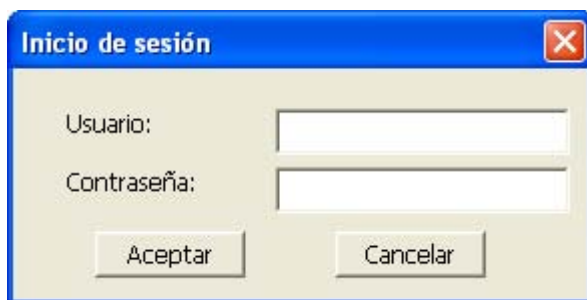 Inicio de sesión
Usuario:
Contraseña:
Aceptar Cancelar